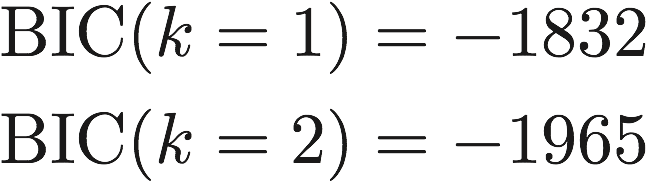 BIC(k = 1) = −1832
BIC(k = 2) = −1965